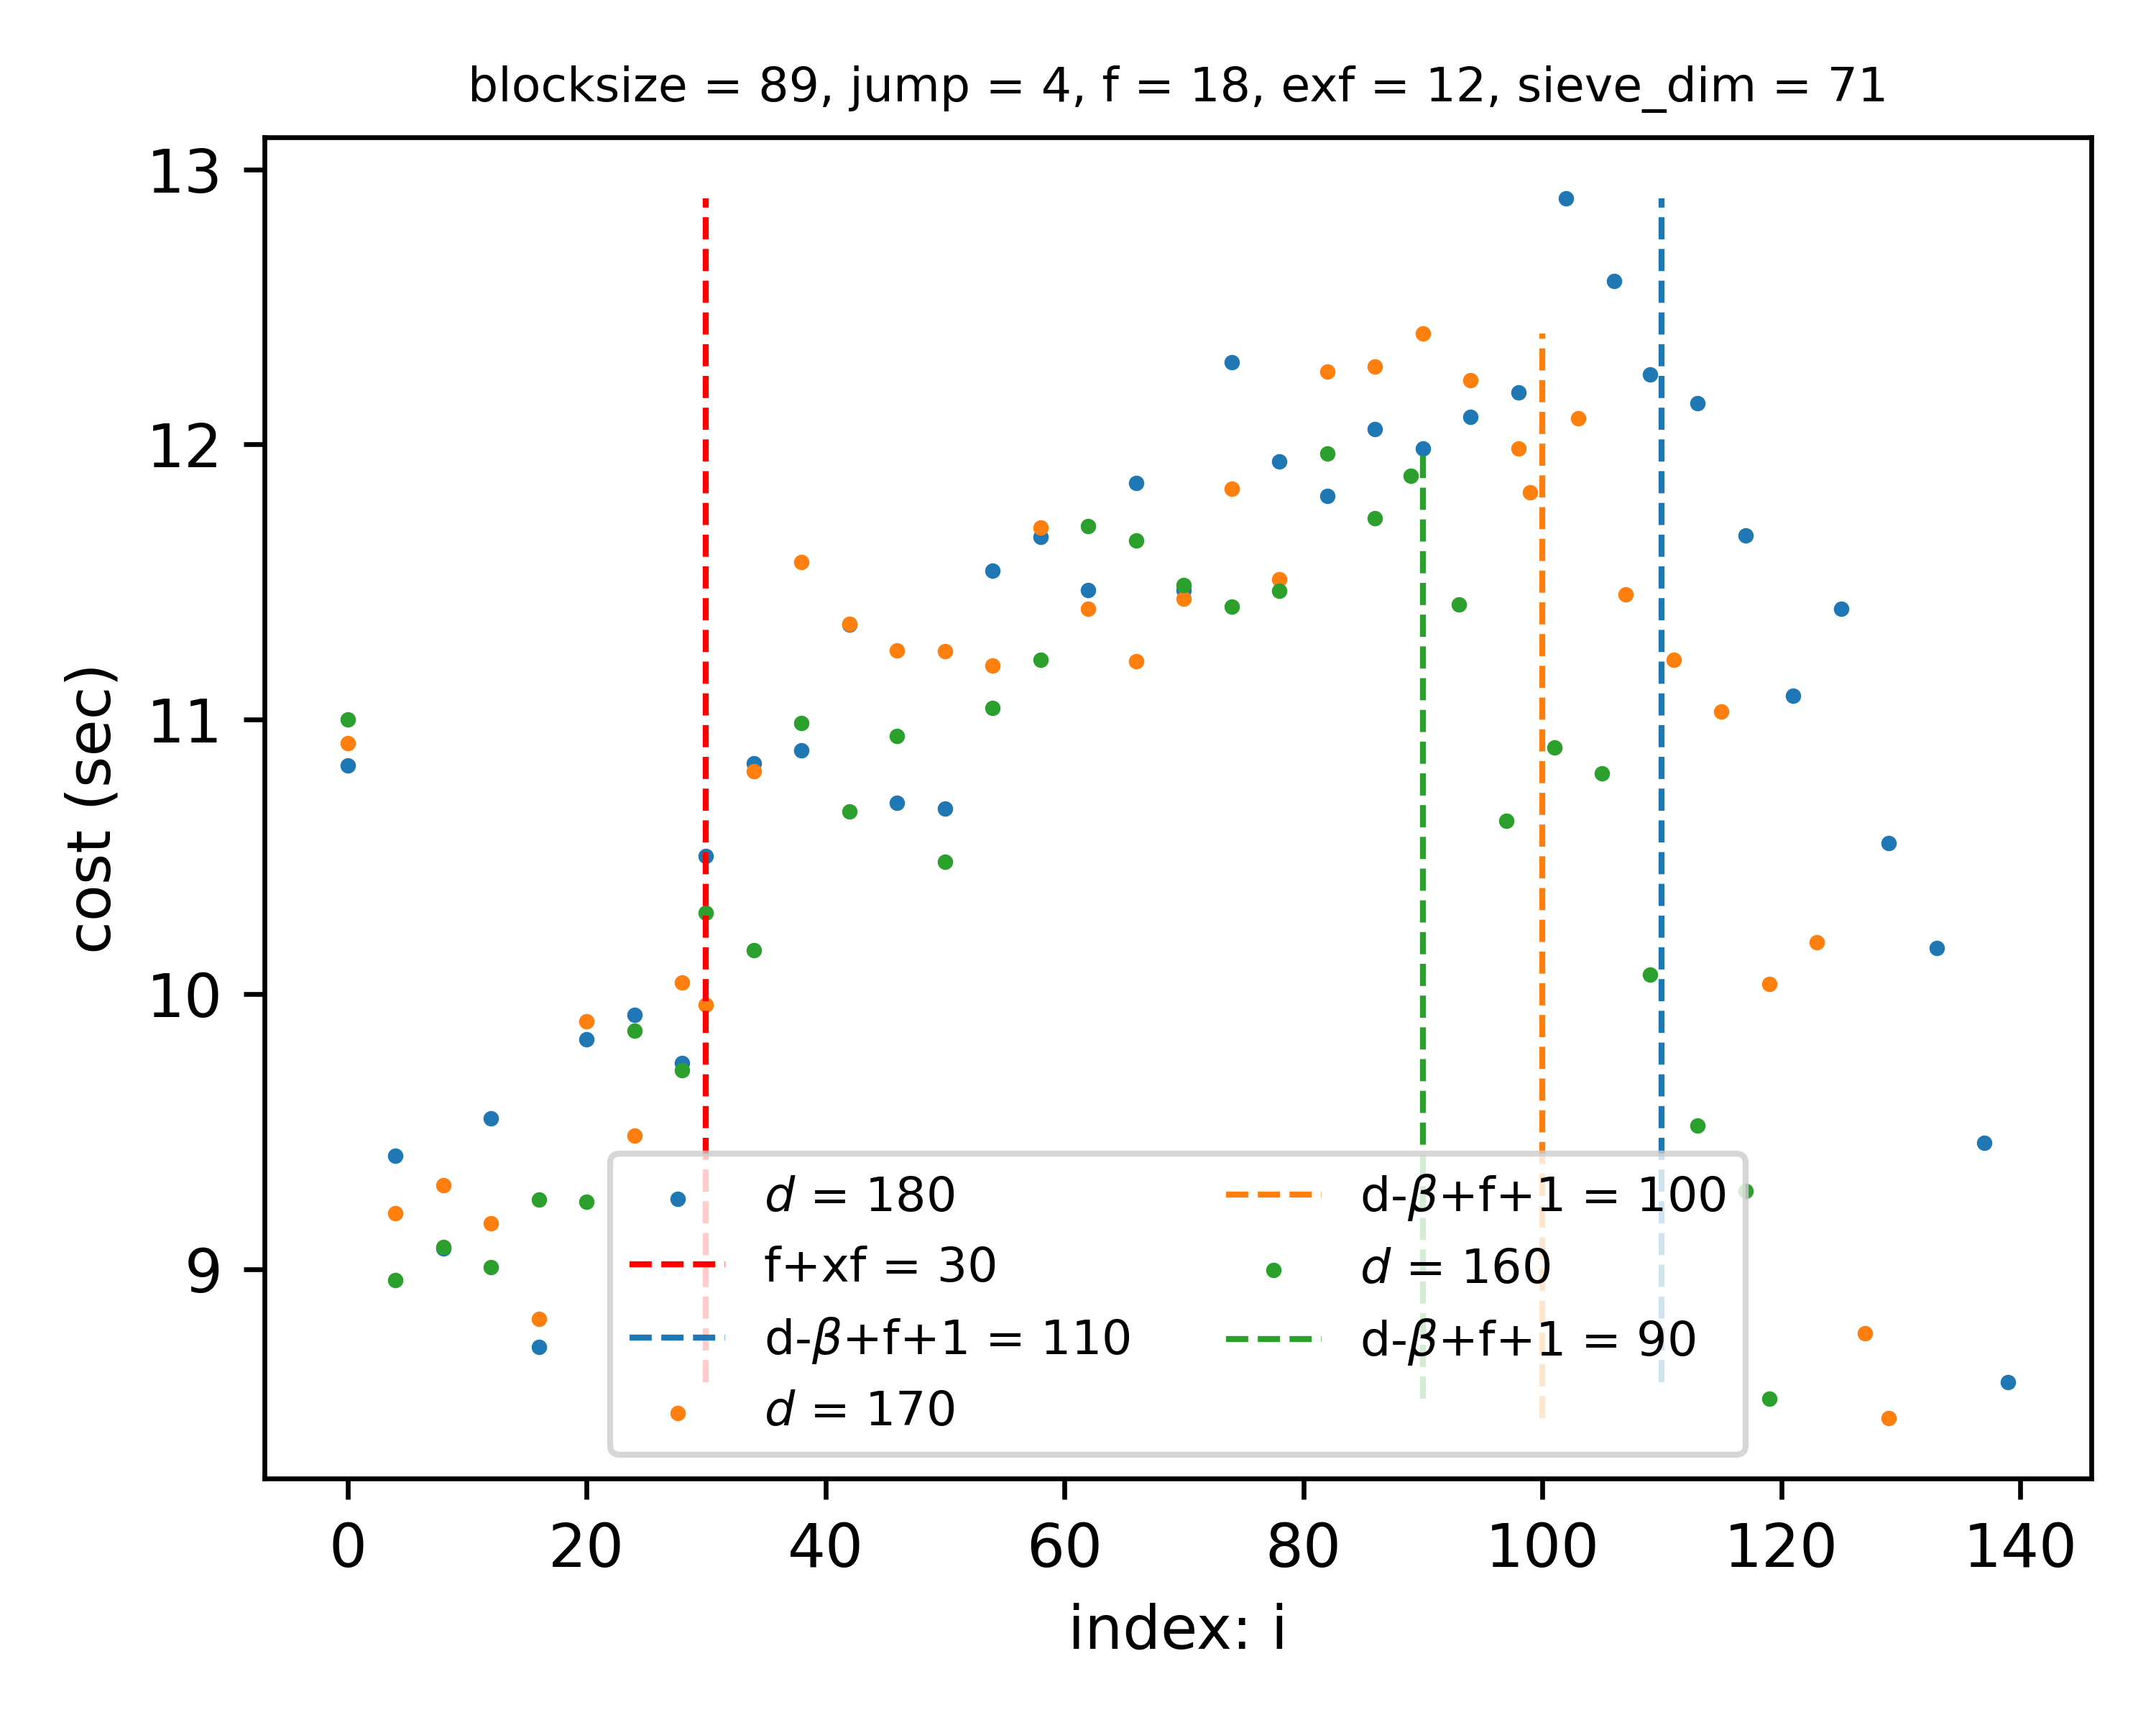 blocksize = 89, jump = 4, f = 18, exf = 12, sieve_dim = 71
cost (sec)
13
12
11
10
9
d = 180
f+xf = 30
d-β+f+1 = 110
d = 170
d-β+f+1 = 100
d = 160
d-β+f+1 = 90
0 20 40 60 80 100 120 140
index: i